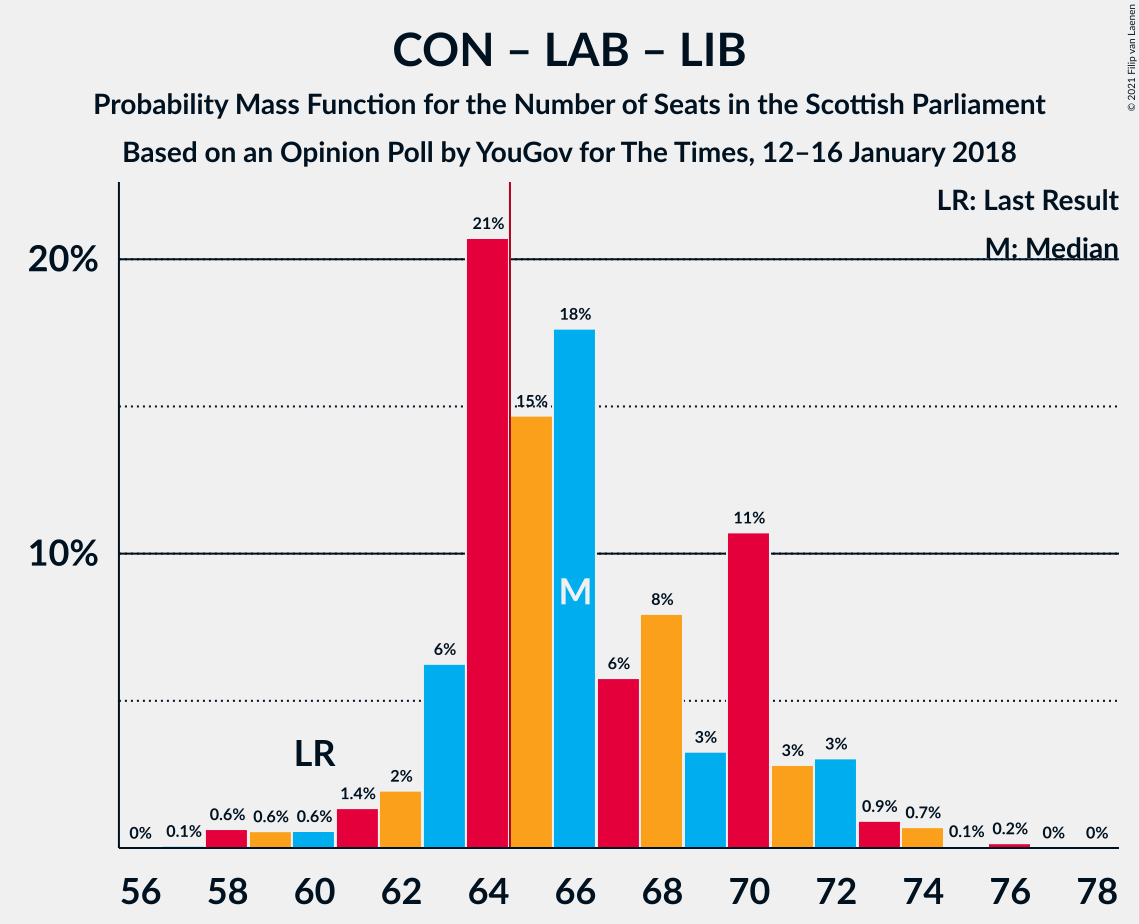 CON – LAB – LIB
Probability Mass Function for the Number of Seats in the Scottish Parliament
Based on an Opinion Poll by YouGov for The Times, 12–16 January 2018
© 2021 Filip van Laenen
LR: Last Result
M: Median
20%
10%
0%
0.1%
0.6%
0.6%
0.6%
1.4%
2%
6%
21%
15%
18%
6%
8%
3%
11%
3%
3%
0.9%
0.7%
0.1%
0.2%
0%
0%
LR
M
56 58 60 62 64 66 68 70 72 74 76 78